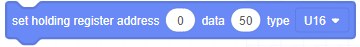 set holding register address 0 data 50 type U16